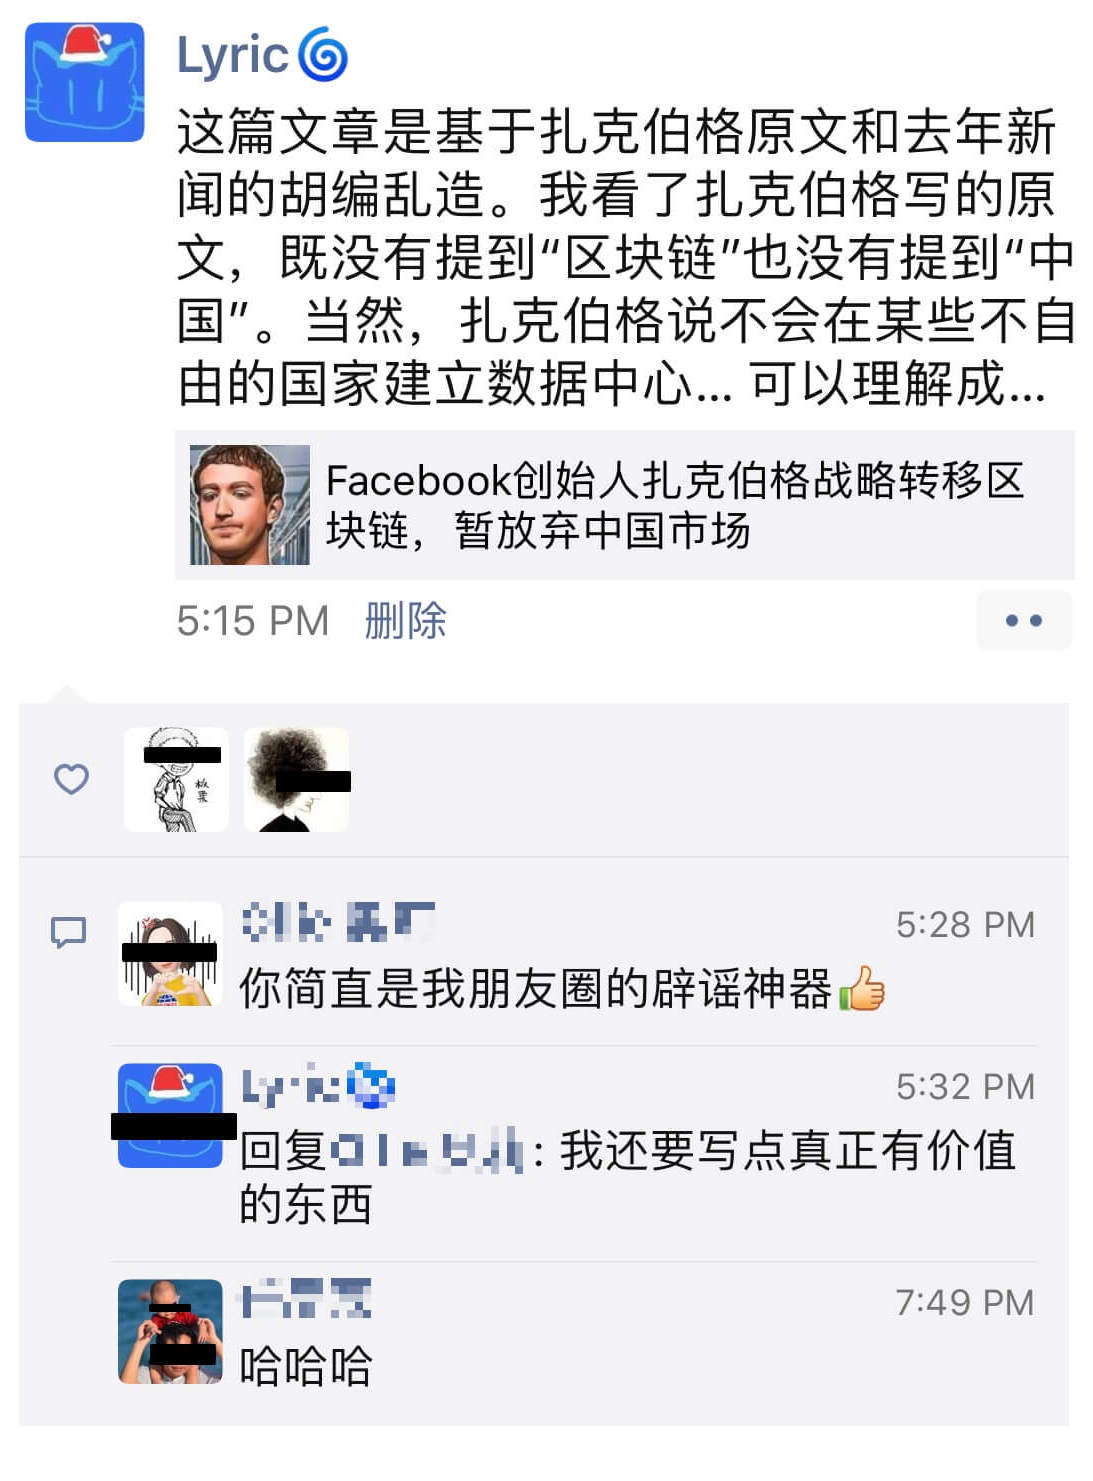 Lyric🌀
这篇文章是基于扎克伯格原文和去年新
闻的胡编乱造。我看了扎克伯格写的原
文，既没有提到“区块链”也没有提到“中
国”。当然，扎克伯格说不会在某些不自
由的国家建立数据中心... 可以理解成...
Facebook创始人扎克伯格战略转移区
块链，暂放弃中国市场
5:15 PM 删除
5:28 PM
你简直是我朋友圈的辟谣神器👍
5:32 PM
回复: 我还要写点真正有价值
的东西
7:49 PM
哈哈哈